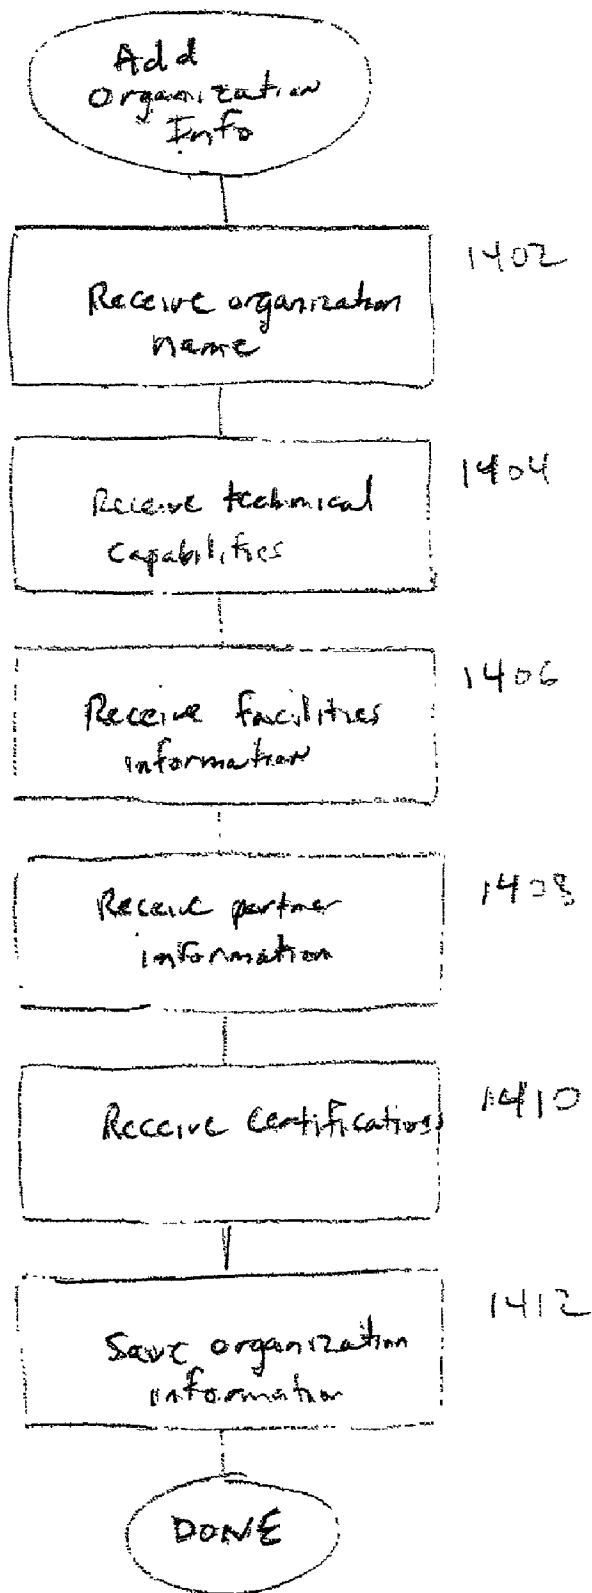 Add
Organization
Info
1402
Receive organization
name
1404
Receive technical
capabilities
1406
Receive facilities
information
1408
Receive partner
information
1410
Receive certifications
1412
Save organization
information
DONE